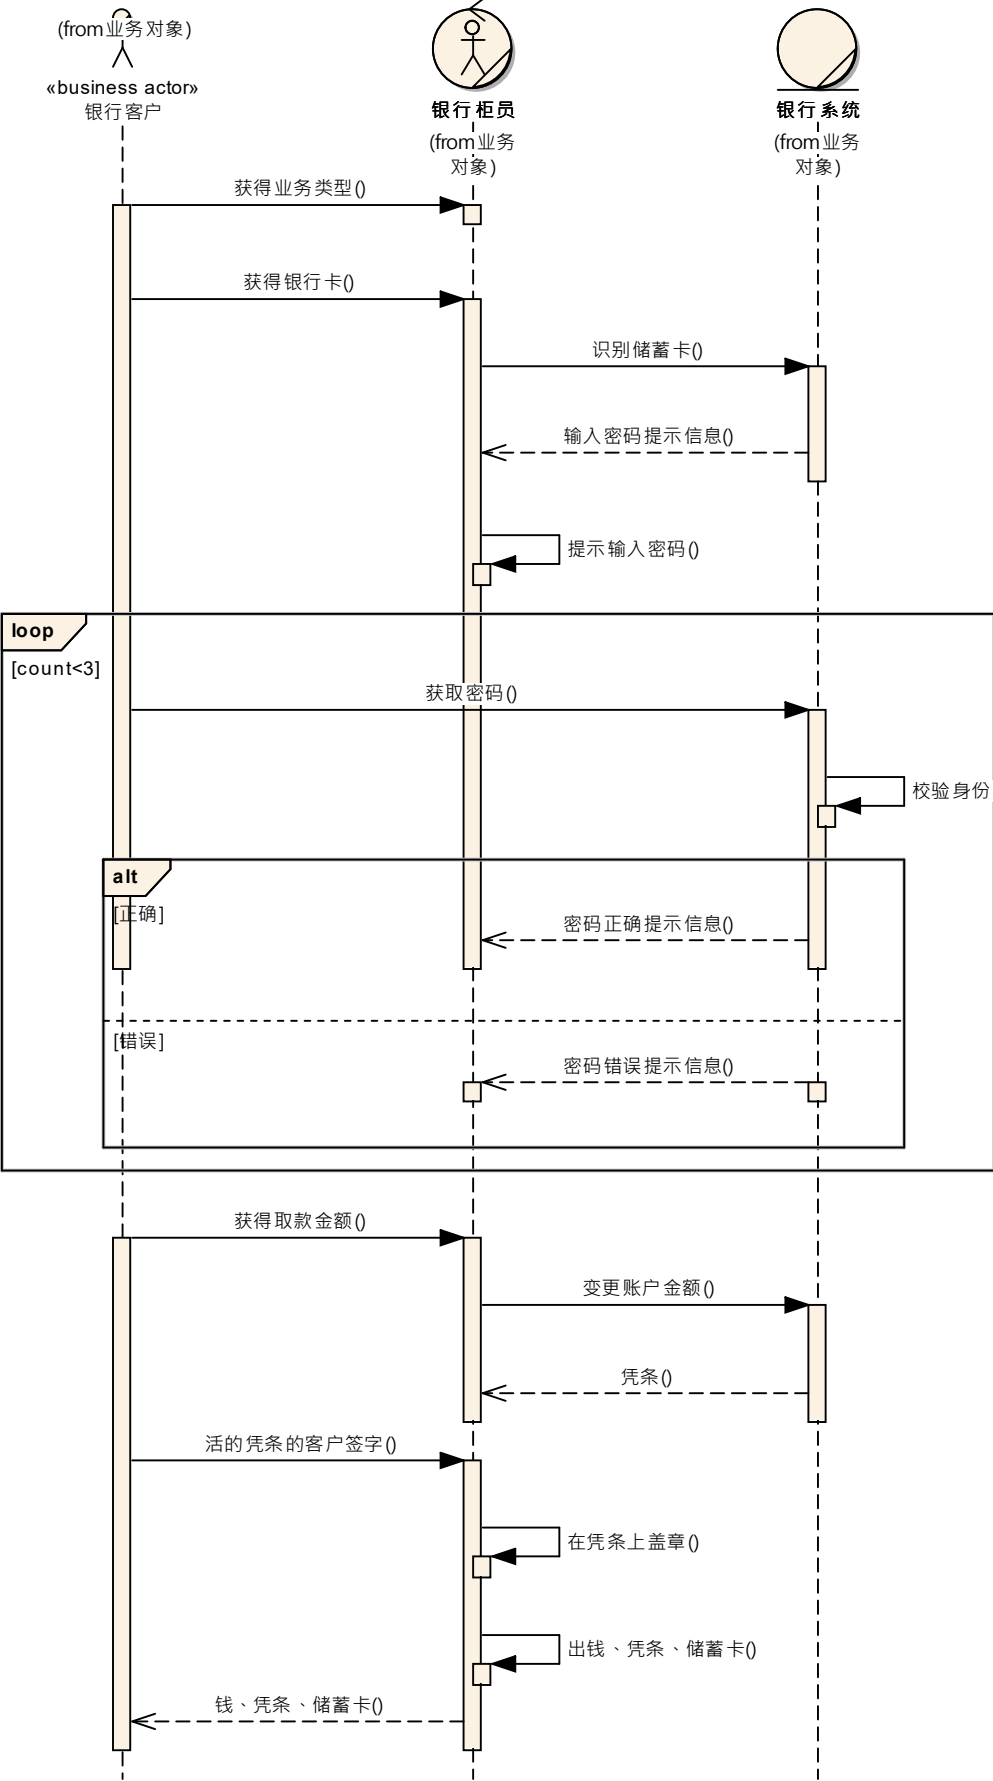 (from业务对象)
«business actor»
银行客户
银行柜员
(from业务
对象)
银行系统
(from业务
对象)
获得业务类型()
获得银行卡()
识别储蓄卡()
输入密码提示信息()
提示输入密码()
loop
[count<3]
获取密码()
校验身份
alt
[正确]
密码正确提示信息()
[错误]
密码错误提示信息()
获得取款金额()
变更账户金额()
凭条()
活的凭条的客户签字()
在凭条上盖章()
出钱、凭条、储蓄卡()
钱、凭条、储蓄卡()